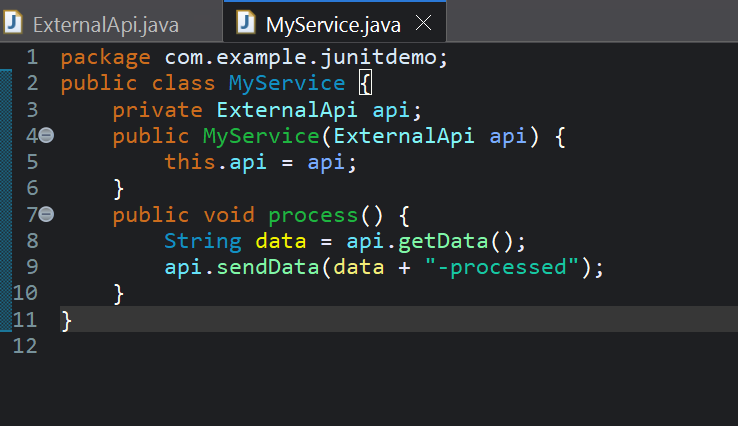 ExternalApi.java MyService.java
1 package com.example.junitdemo;
2 public class MyService {
3     private ExternalApi api;
4     public MyService(ExternalApi api) {
5         this.api = api;
6     }
7     public void process() {
8         String data = api.getData();
9         api.sendData(data + "-processed");
10     }
11 }
12